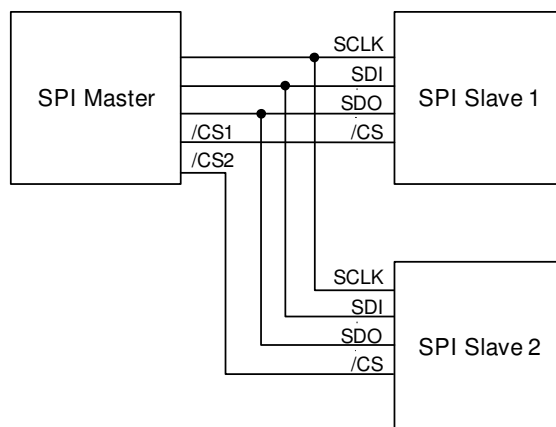 SPI Master
SCLK
SDI
SDO
/CS
/CS1
/CS2
SPI Slave 1
SCLK
SDI
SDO
/CS
SPI Slave 2